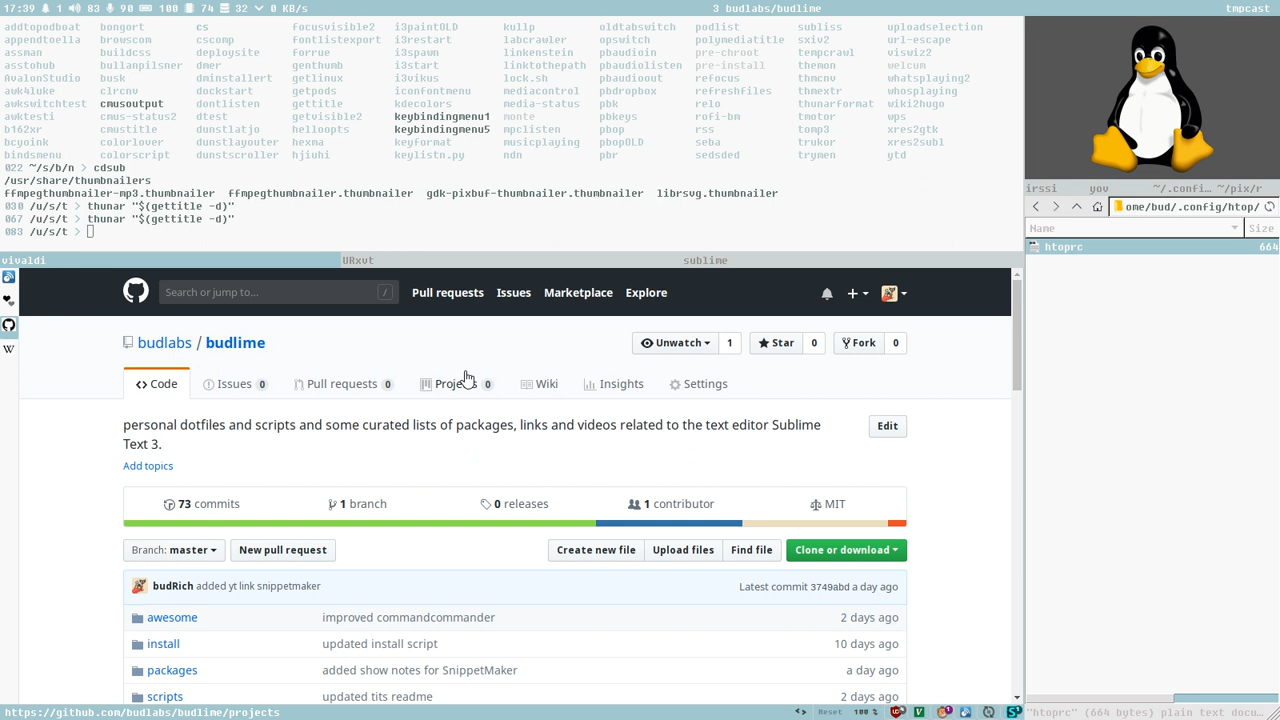 17:39 1 83 90 100 74 32 0 KB/s 3 budlabs/budlime tmpcast
addtopodboat bongort cs focusvisible2 i3paintOLD kullp oldtabswitch podlist subliss uploadselection
appendtoella browscom cscomp fontlistexport i3restart labcrawler opswitch polymediatitle sxiv2 url-escape
assman buildcss deploysite forrue i3spawn linkenstein pbaudioin pre-chroot tempcrawl viswiz2
asstohub bullanpilsner dmer genthumb i3start linktothepath pbaudiolisten pre-install themon welcum
AvalonStudio busk dminstallert getlinux i3vikus lock.sh pbaudioout refocus thmcnv whatsplaying2
awk4luke clrcnv dockstart getpods iconfontmenu mediacontrol pbdropbox refreshfiles thmextr whosplaying
awkswitchtest cmusoutput dontlisten gettitle kdecolors media-status pbk relo thunarformat wiki2hugo
awktesti cmus-status2 dtest getvisible2 keybindingmenu1 monte pbkeys rofi-bm tmotor wps
b162xr cmustitle dunstlatjo helloopts keybindingmenu5 mpclisten pbop rss tomp3 xres2gtk
bcyoink colorlover dunstlayouter hexma keyformat musicplaying pbopOLD seba trukor xres2subl
bindsmenu colorscript dunstscroller hjiuhi keylistn.py ndn pbr sedsded trymen ytd
022 ~/s/b/n > cdsub
/usr/share/thumbnailers
ffmpegthumbnailer-mp3.thumbnailer ffmpegthumbnailer.thumbnailer gdk-pixbuf-thumbnailer.thumbnailer librsvg.thumbnailer
030 /u/s/t > thunar "$(gettitle -d)"
067 /u/s/t > thunar "$(gettitle -d)"
083 /u/s/t >
irssi yov ~/.confi… ~/pix/r
ome/bud/.config/htop/
Name Size
htoprc 664
vivaldi URxvt sublime
Search or jump to… / Pull requests Issues Marketplace Explore
W
budlabs / budlime Unwatch 1 Star 0 Fork 0
Code Issues 0 Pull requests 0 Projects 0 Wiki Insights Settings
personal dotfiles and scripts and some curated lists of packages, links and videos related to the text editor Sublime
Text 3.
Edit
Add topics
73 commits 1 branch 0 releases 1 contributor MIT
Branch: master New pull request Create new file Upload files Find file Clone or download
budRich added yt link snippetmaker Latest commit 3749abd a day ago
awesome improved commandcommander 2 days ago
install updated install script 10 days ago
packages added show notes for SnippetMaker a day ago
scripts updated tits readme 2 days ago
https://github.com/budlabs/budlime/projects <> Reset 100 %
"htoprc" (664 bytes) plain text docu…